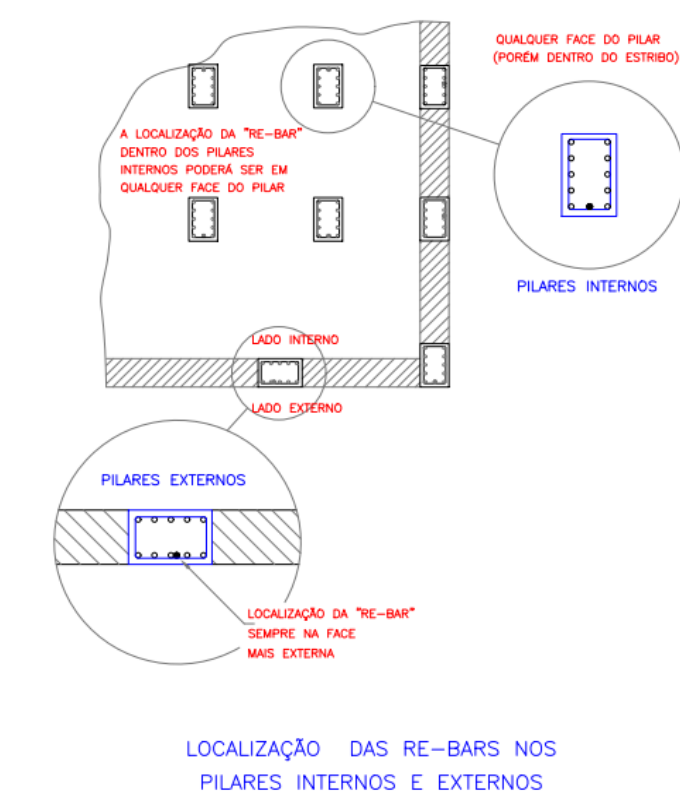 QUALQUER FACE DO PILAR
(PORÉM DENTRO DO ESTRIBO)
A LOCALIZAÇÃO DA "RE-BAR"
DENTRO DOS PILARES
INTERNOS PODERÁ SER EM
QUALQUER FACE DO PILAR
PILARES INTERNOS
LADO INTERNO
LADO EXTERNO
PILARES EXTERNOS
LOCALIZAÇÃO DA "RE-BAR"
SEMPRE NA FACE
MAIS EXTERNA
LOCALIZAÇÃO DAS RE-BARS NOS
PILARES INTERNOS E EXTERNOS